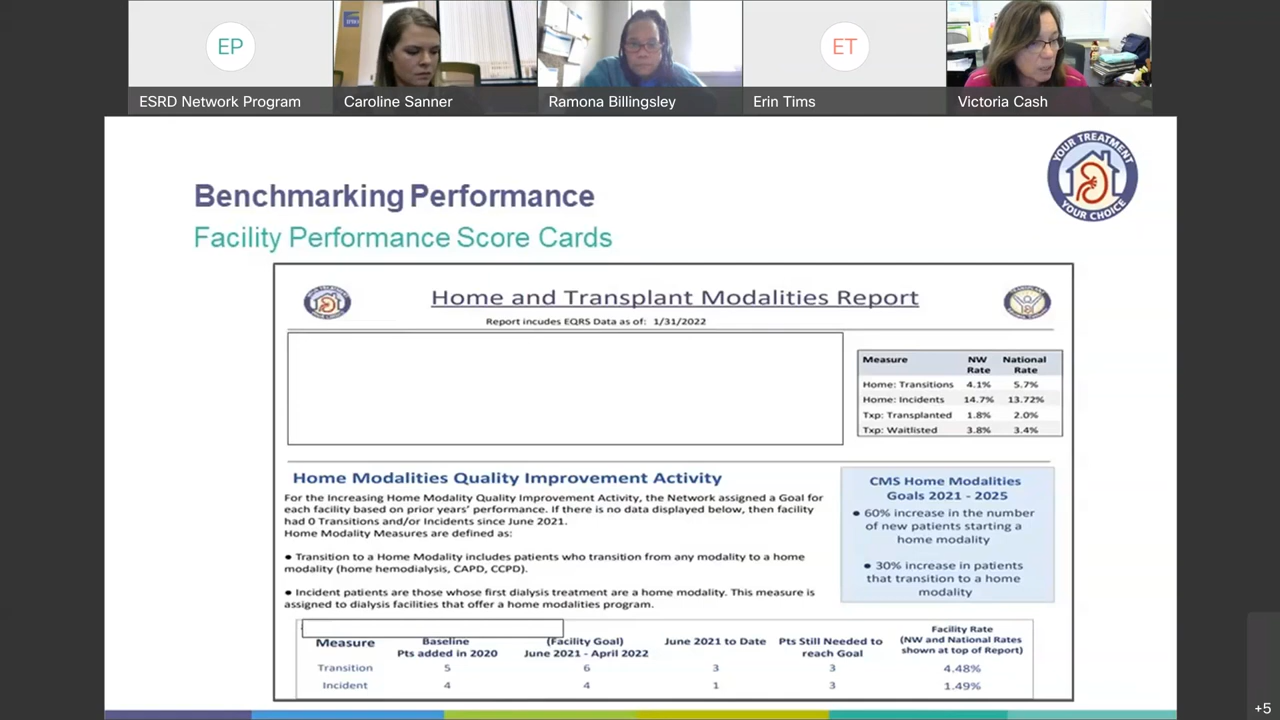 EP
ET
ESRD Network Program
Caroline Sanner
Ramona Billingsley
Erin Tims
Victoria Cash
YOUR TREATMENT
YOUR CHOICE
Benchmarking Performance
Facility Performance Score Cards
Home and Transplant Modalities Report
Report incudes EQRS Data as of: 1/31/2022
Measure NW Rate National Rate
Home: Transitions 4.1% 5.7%
Home: Incidents 14.7% 13.72%
Txp: Transplanted 1.8% 2.0%
Txp: Waitlisted 3.8% 3.4%
Home Modalities Quality Improvement Activity
For the Increasing Home Modality Quality Improvement Activity, the Network assigned a Goal for
each facility based on prior years' performance. If there is no data displayed below, then facility
had 0 Transitions and/or Incidents since June 2021.
Home Modality Measures are defined as:
● Transition to a Home Modality includes patients who transition from any modality to a home
modality (home hemodialysis, CAPD, CCPD).
● Incident patients are those whose first dialysis treatment are a home modality. This measure is
assigned to dialysis facilities that offer a home modalities program.
CMS Home Modalities
Goals 2021 - 2025
● 60% increase in the number
of new patients starting a
home modality
● 30% increase in patients
that transition to a home
modality
Measure Baseline Pts added in 2020 (Facility Goal) June 2021 - April 2022 June 2021 to Date Pts Still Needed to reach Goal Facility Rate (NW and National Rates shown at top of Report)
Transition 5 6 3 3 4.48%
Incident 4 4 1 3 1.49%
+5